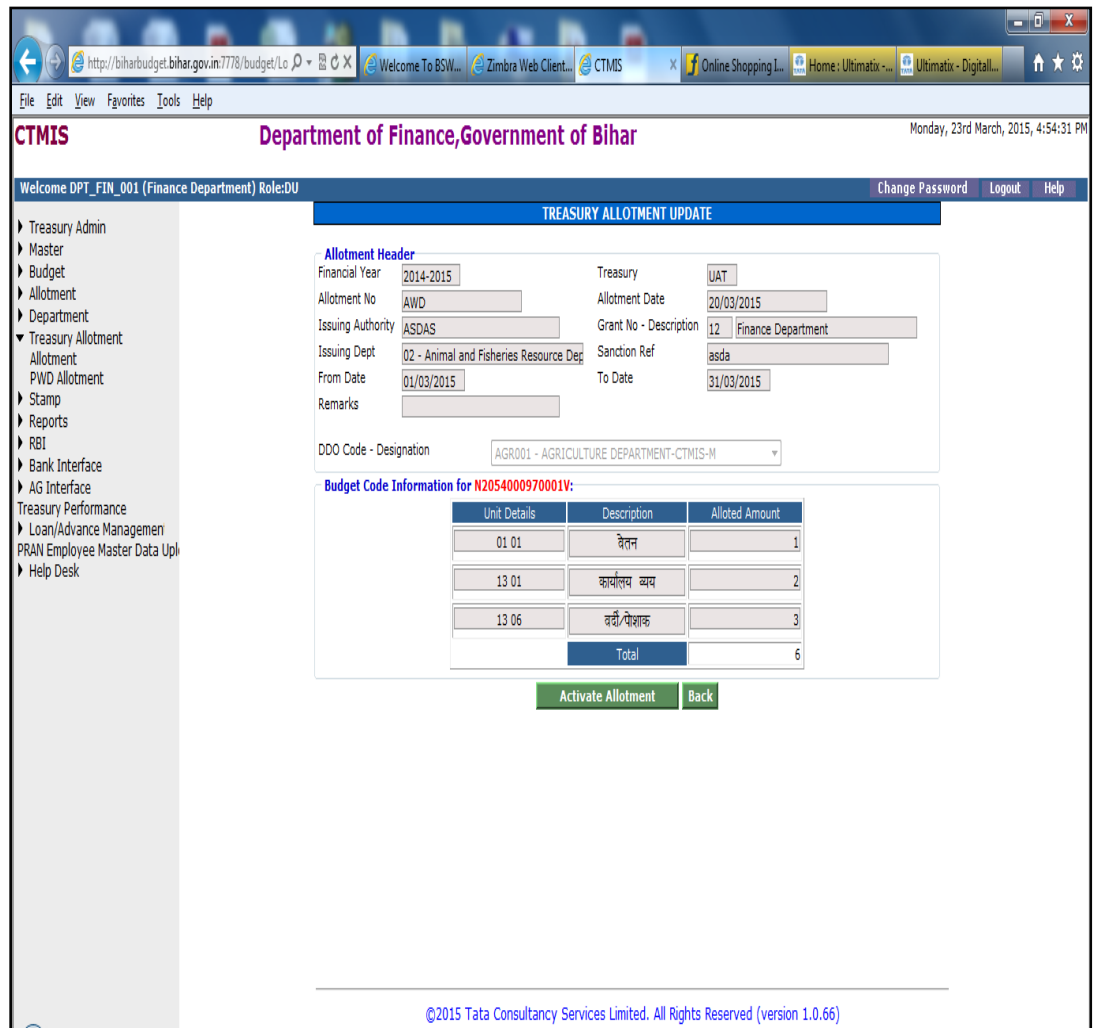 http://biharbudget.bihar.gov.in:7778/budget/Lo
Welcome To BSW...
Zimbra Web Client...
CTMIS
Online Shopping I...
Home : Ultimatix -...
Ultimatix - Digitall...
File Edit View Favorites Tools Help
CTMIS
Department of Finance,Government of Bihar
Monday, 23rd March, 2015, 4:54:31 PM
Welcome DPT_FIN_001 (Finance Department) Role:DU
Change Password Logout Help
Treasury Admin
Master
Budget
Allotment
Department
Treasury Allotment
Allotment
PWD Allotment
Stamp
Reports
RBI
Bank Interface
AG Interface
Treasury Performance
Loan/Advance Managemen
PRAN Employee Master Data Upl
Help Desk
TREASURY ALLOTMENT UPDATE
Allotment Header
Financial Year 2014-2015 Treasury UAT
Allotment No AWD Allotment Date 20/03/2015
Issuing Authority ASDAS Grant No - Description 12 Finance Department
Issuing Dept 02 - Animal and Fisheries Resource Dep Sanction Ref asda
From Date 01/03/2015 To Date 31/03/2015
Remarks
DDO Code - Designation AGR001 - AGRICULTURE DEPARTMENT-CTMIS-M
Budget Code Information for N2054000970001V:
Unit Details Description Alloted Amount
01 01 वेतन 1
13 01 कार्यालय व्यय 2
13 06 वर्दी/पोशाक 3
Total 6
Activate Allotment Back
©2015 Tata Consultancy Services Limited. All Rights Reserved (version 1.0.66)